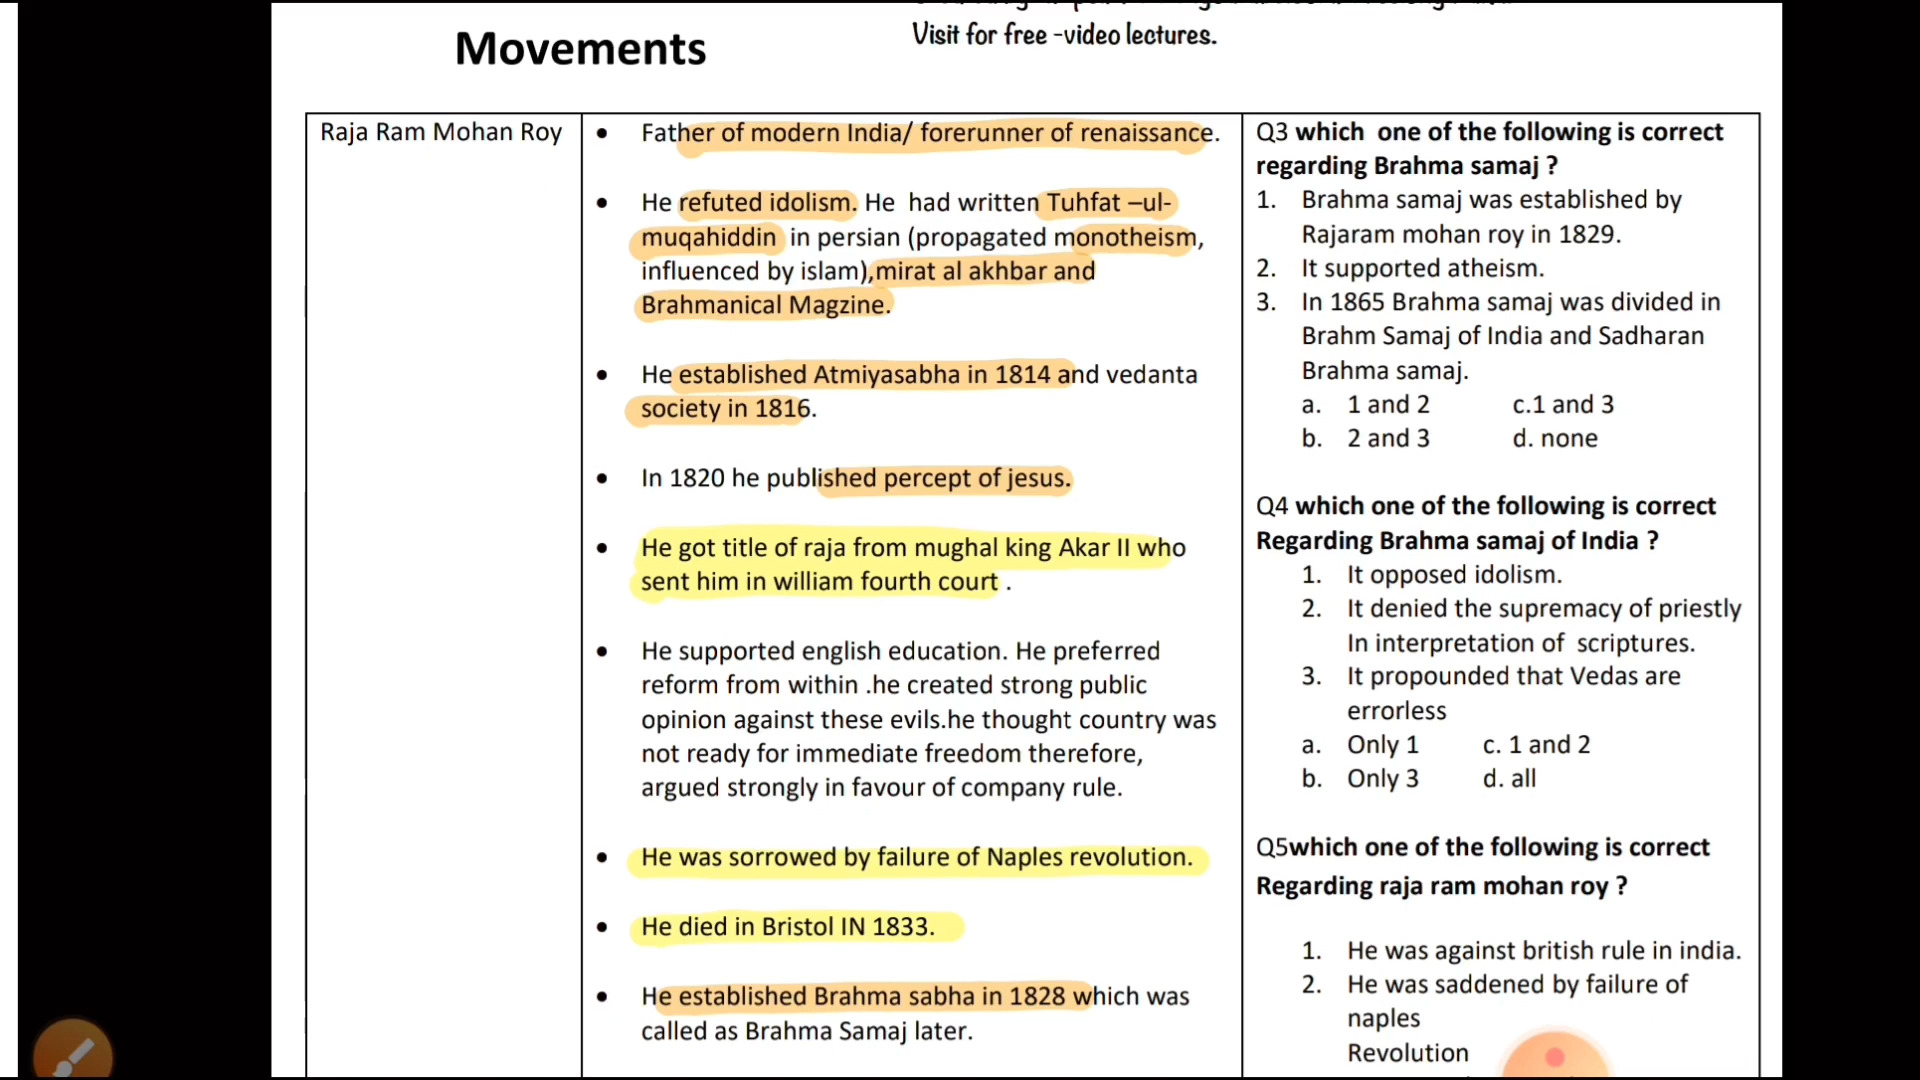 Visit for free -video lectures.
Movements
Raja Ram Mohan Roy
• Father of modern India/ forerunner of renaissance.
• He refuted idolism. He had written Tuhfat –ul-
muqahiddin in persian (propagated monotheism,
influenced by islam),mirat al akhbar and
Brahmanical Magzine.
• He established Atmiyasabha in 1814 and vedanta
society in 1816.
• In 1820 he published percept of jesus.
• He got title of raja from mughal king Akar II who
sent him in william fourth court .
• He supported english education. He preferred
reform from within .he created strong public
opinion against these evils.he thought country was
not ready for immediate freedom therefore,
argued strongly in favour of company rule.
• He was sorrowed by failure of Naples revolution.
• He died in Bristol IN 1833.
• He established Brahma sabha in 1828 which was
called as Brahma Samaj later.
Q3 which one of the following is correct
regarding Brahma samaj ?
1. Brahma samaj was established by
Rajaram mohan roy in 1829.
2. It supported atheism.
3. In 1865 Brahma samaj was divided in
Brahm Samaj of India and Sadharan
Brahma samaj.
a. 1 and 2 c.1 and 3
b. 2 and 3 d. none
Q4 which one of the following is correct
Regarding Brahma samaj of India ?
1. It opposed idolism.
2. It denied the supremacy of priestly
In interpretation of scriptures.
3. It propounded that Vedas are
errorless
a. Only 1 c. 1 and 2
b. Only 3 d. all
Q5which one of the following is correct
Regarding raja ram mohan roy ?
1. He was against british rule in india.
2. He was saddened by failure of
naples
Revolution